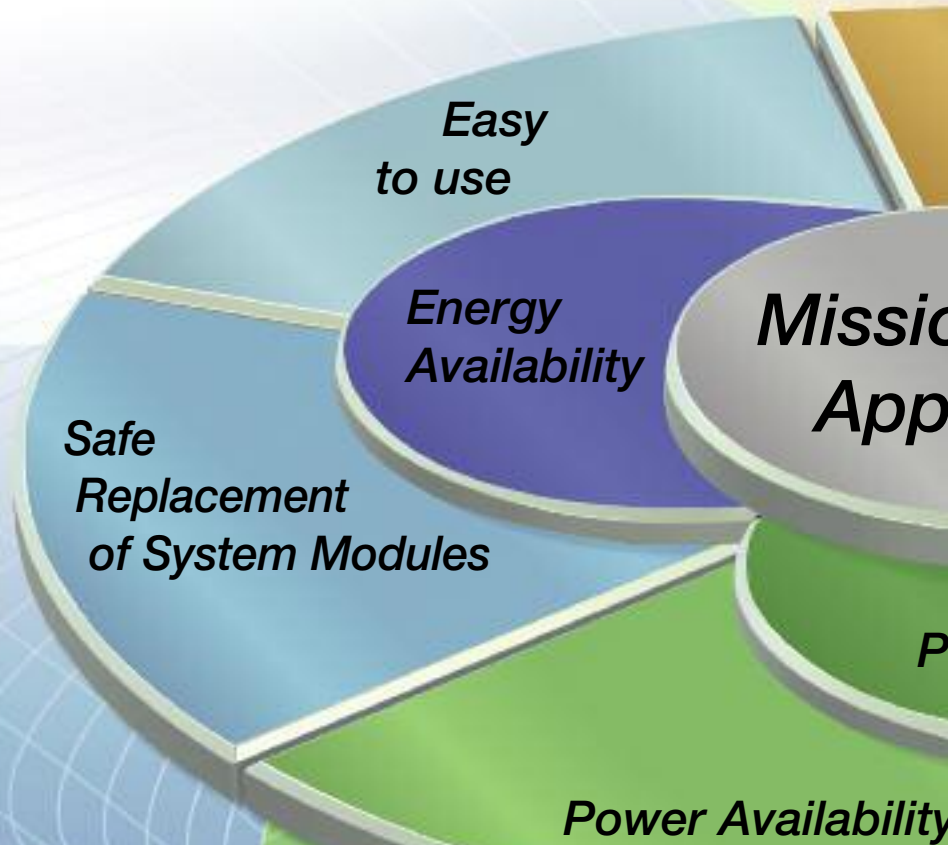 Easy
to use
Energy
Availability
Safe
Replacement
of System Modules
Power Availability